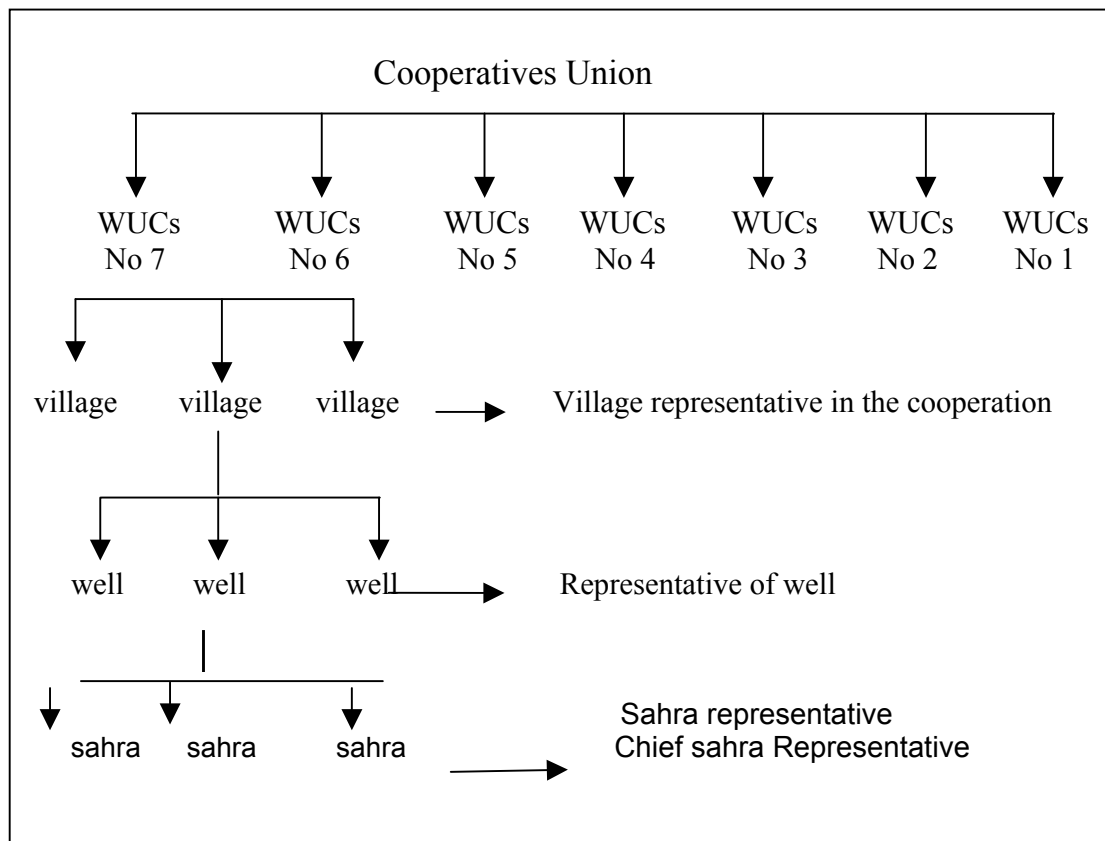 Cooperatives Union
WUCs WUCs WUCs WUCs WUCs WUCs WUCs
No 7 No 6 No 5 No 4 No 3 No 2 No 1
village village village Village representative in the cooperation
well well well Representative of well
Sahra representative
sahra sahra sahra Chief sahra Representative